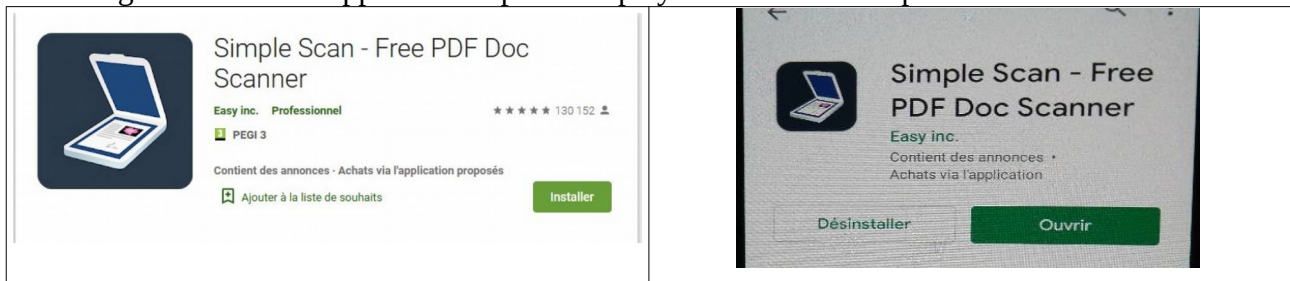 Simple Scan - Free PDF Doc
Scanner
Easy inc. Professionnel
130 152
3 PEGI 3
Contient des annonces · Achats via l'application proposés
Ajouter à la liste de souhaits
Installer
Simple Scan - Free
PDF Doc Scanner
Easy inc.
Contient des annonces ·
Achats via l'application
Désinstaller
Ouvrir